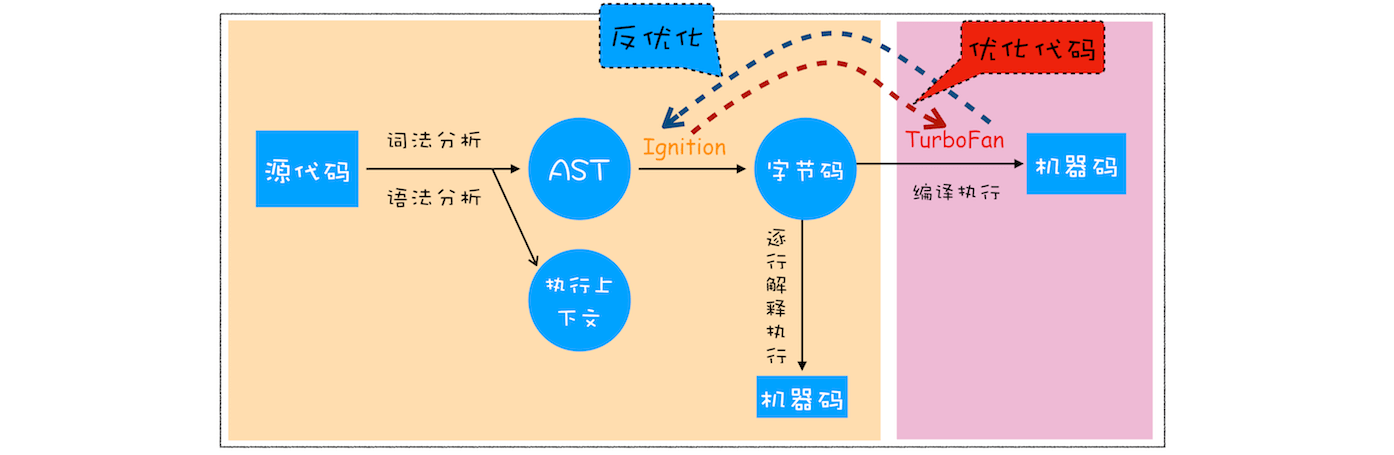 反优化
优化代码
源代码
词法分析
语法分析
AST
Ignition
字节码
TurboFan
编译执行
机器码
执行上
下文
逐行解释执行
机器码